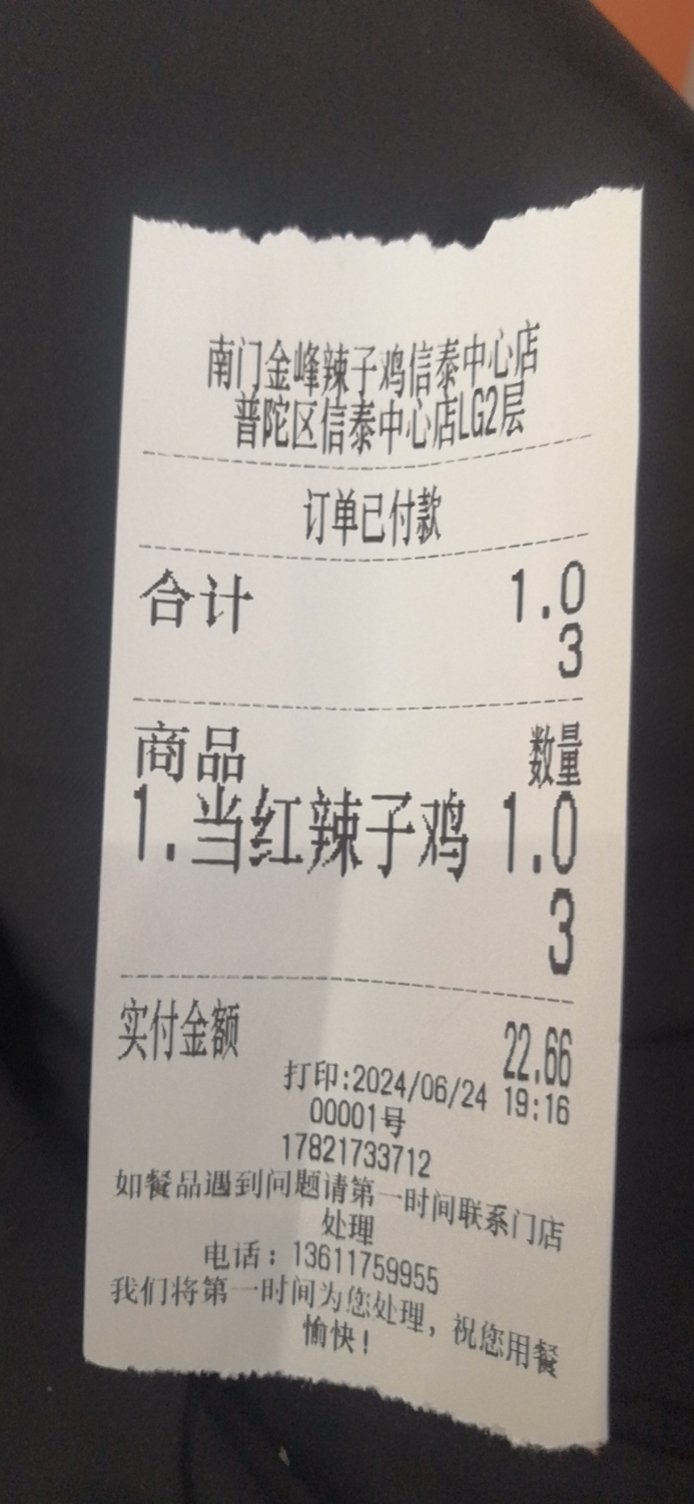 南门金峰辣子鸡信泰中心店
普陀区信泰中心店LG2层
订单已付款
合计 1.0
3
商品 数量
1.当红辣子鸡 1.0
3
实付金额 22.66
打印:2024/06/24 19:16
00001号
17821733712
如餐品遇到问题请第一时间联系门店
处理
电话：13611759955
我们将第一时间为您处理，祝您用餐
愉快！